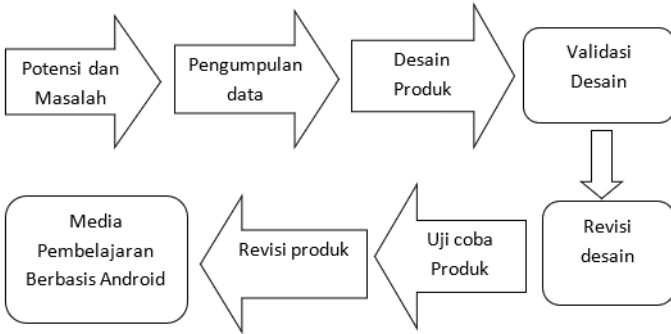 Potensi dan
Masalah
Pengumpulan
data
Desain
Produk
Validasi
Desain
Revisi
desain
Uji coba
Produk
Revisi produk
Media
Pembelajaran
Berbasis Android